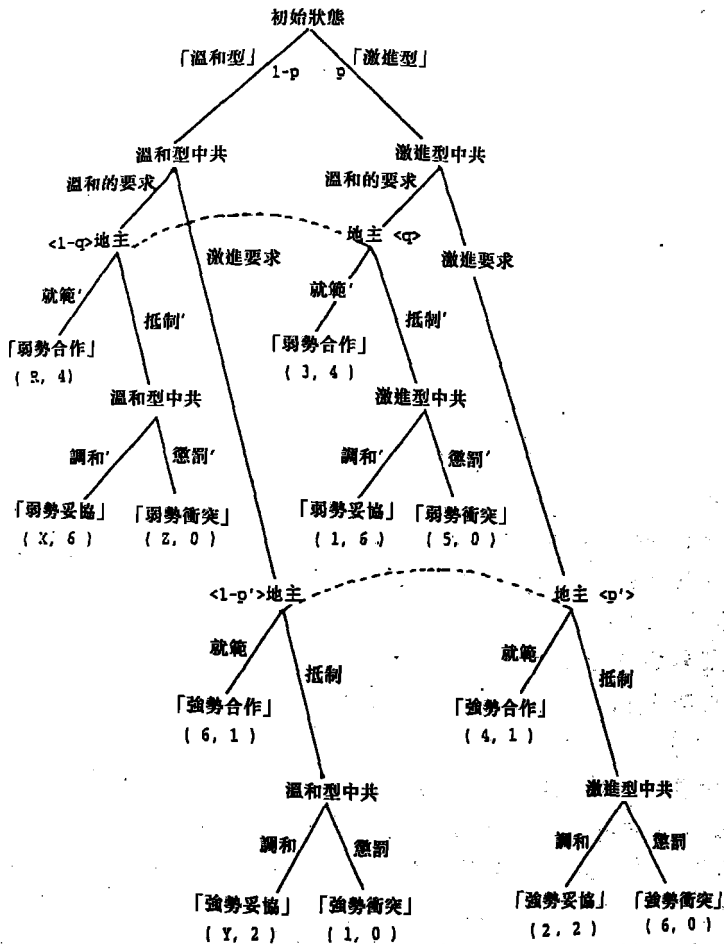 初始狀態
「溫和型」 「激進型」
1-p p
溫和型中共 激進型中共
溫和的要求 溫和的要求
<1-q>地主 地主 <q>
激進要求 激進要求
就範' 就範'
抵制' 抵制'
「弱勢合作」 「弱勢合作」
( R, 4) ( 3, 4 )
溫和型中共 激進型中共
調和' 懲罰' 調和' 懲罰'
「弱勢妥協」 「弱勢衝突」 「弱勢妥協」 「弱勢衝突」
( X, 6 ) ( Z, 0 ) ( 1, 6 ) ( 5, 0 )
<1-p'>地主 地主 <p'>
就範 就範
抵制 抵制
「強勢合作」 「強勢合作」
( 6, 1 ) ( 4, 1 )
溫和型中共 激進型中共
調和 懲罰 調和 懲罰
「強勢妥協」 「強勢衝突」 「強勢妥協」 「強勢衝突」
( Y, 2 ) ( 1, 0 ) ( 2, 2 ) ( 6, 0 )